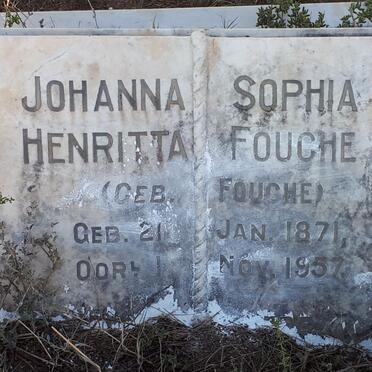 JOHANNA SOPHIA
HENRITTA FOUCHE
(GEB. FOUCHE)
GEB. 21 JAN. 1871,
OORL. 1 NOV. 1957